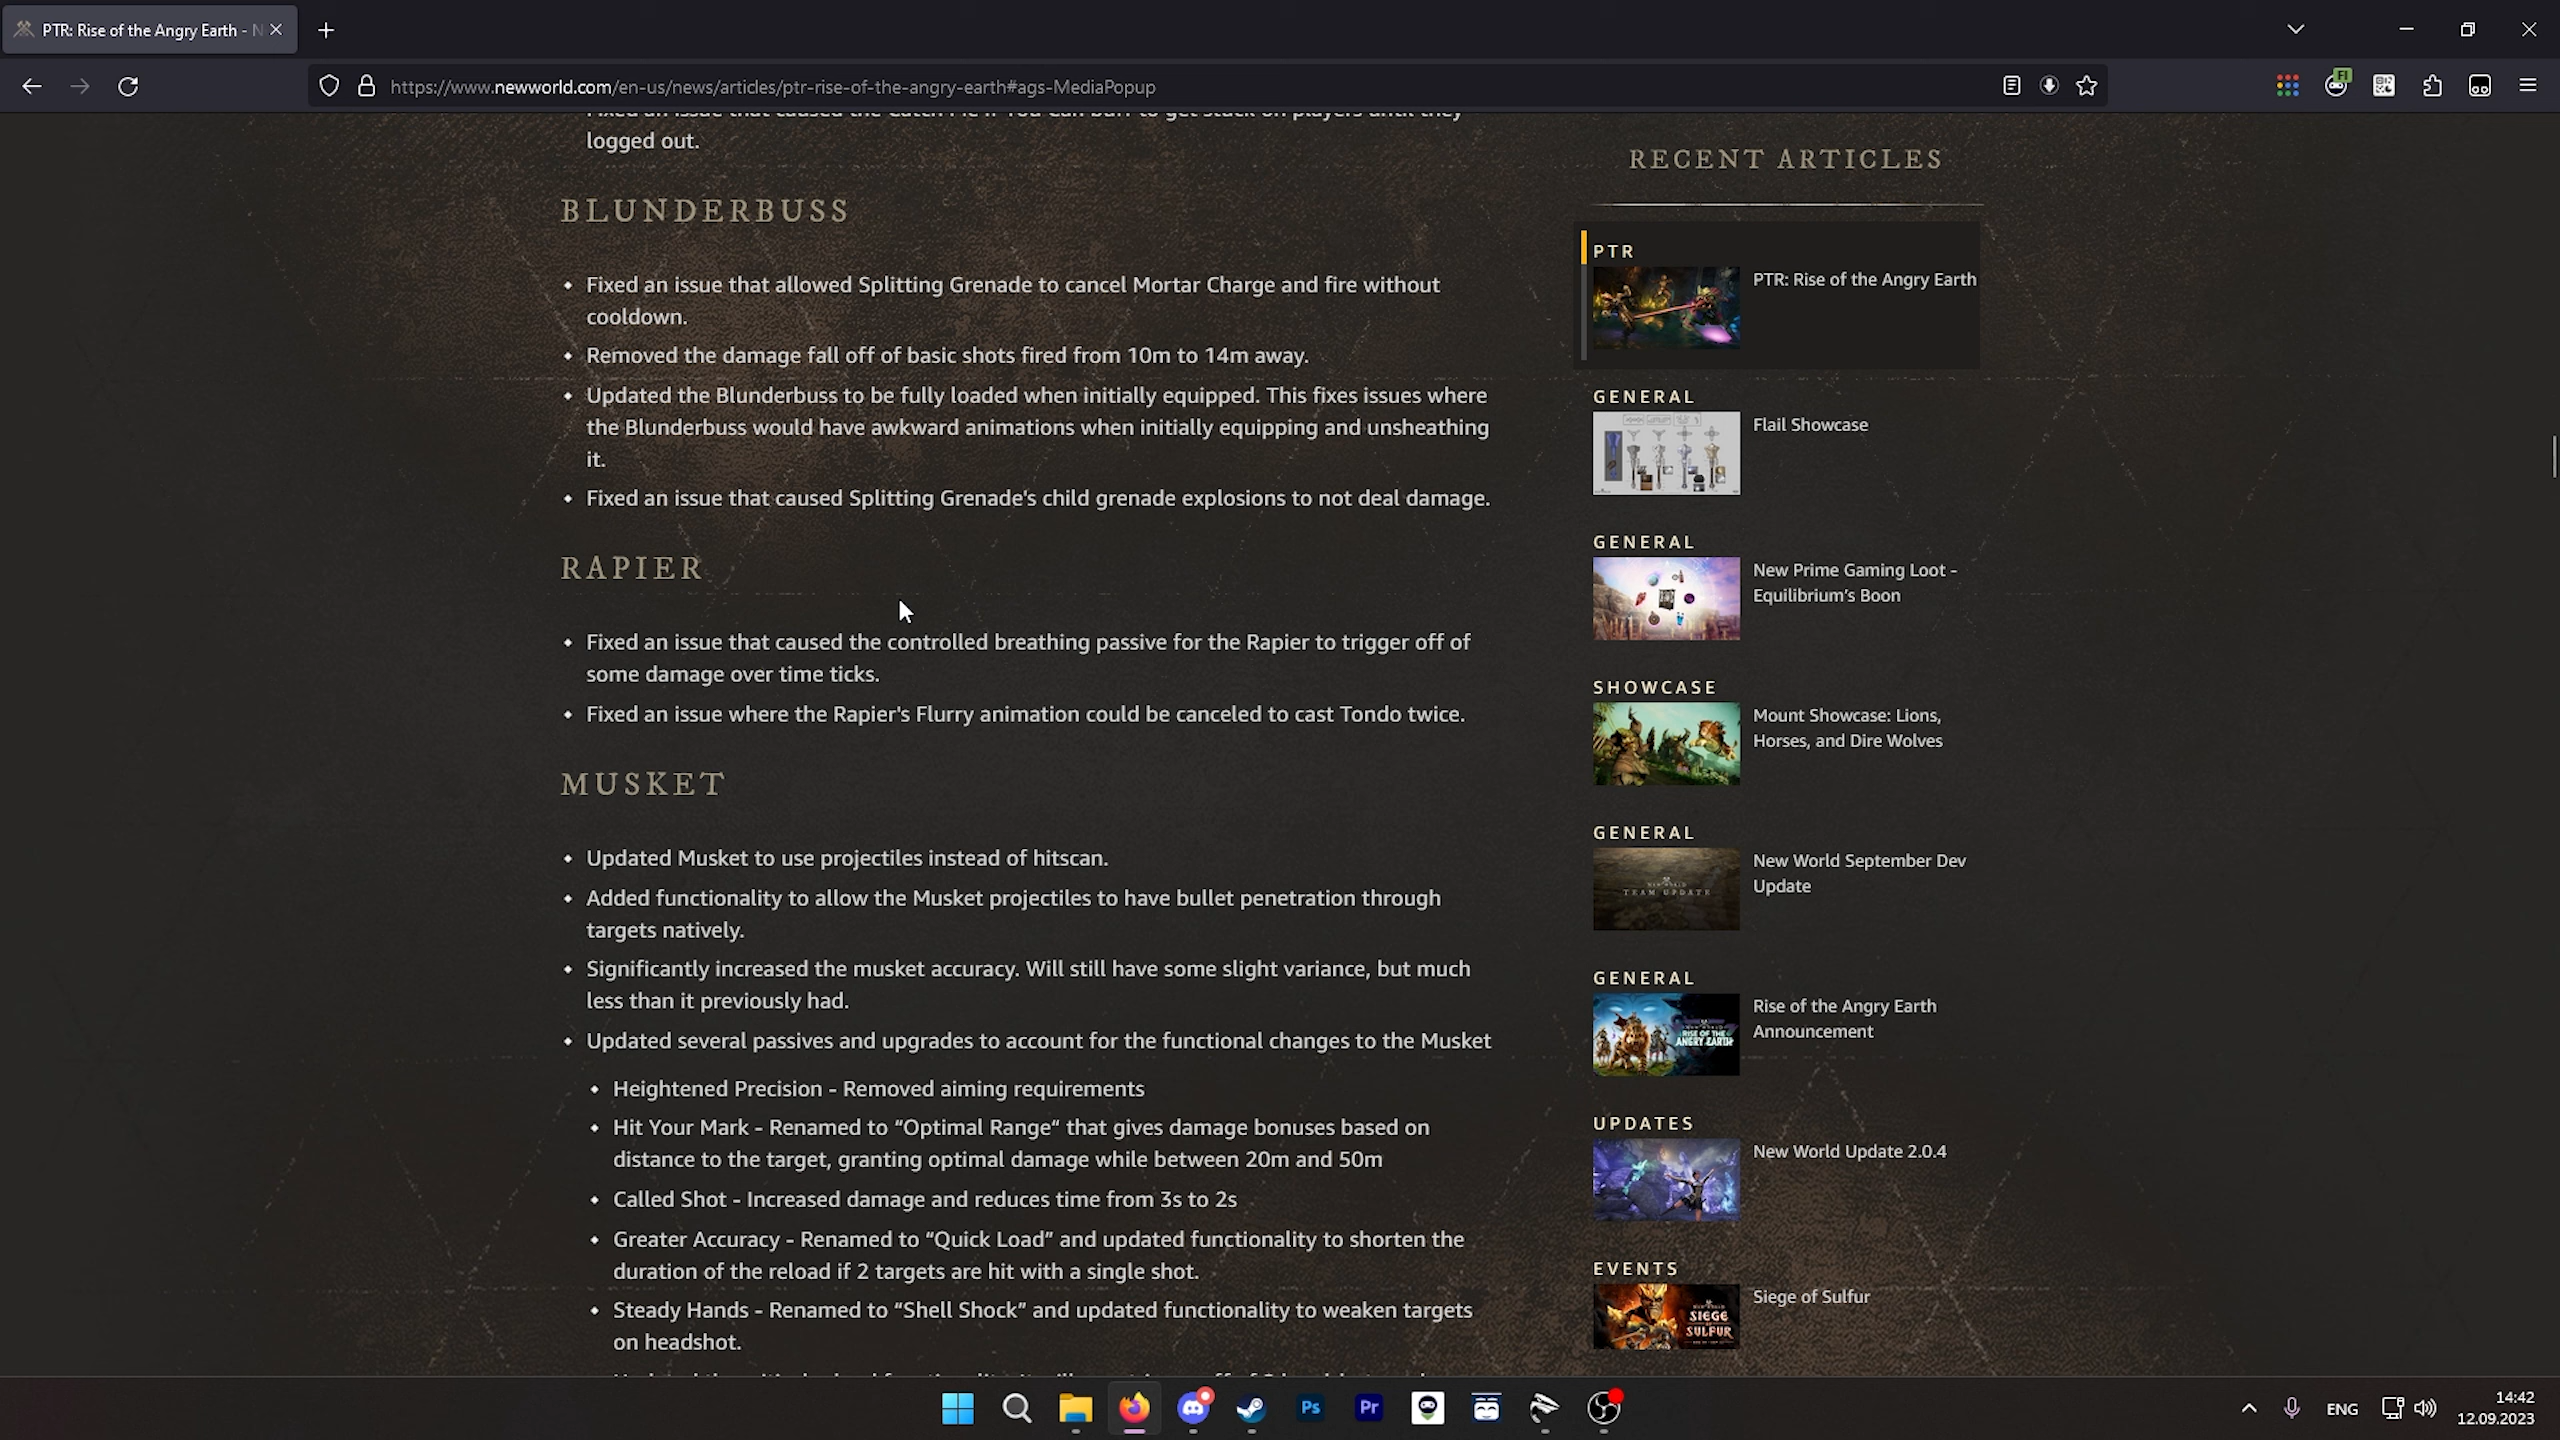 PTR: Rise of the Angry Earth - N
https://www.newworld.com/en-us/news/articles/ptr-rise-of-the-angry-earth#ags-MediaPopup
FI
Fixed an issue that caused the Catch Me If You Can buff to get stuck on players until they
logged out.
BLUNDERBUSS
• Fixed an issue that allowed Splitting Grenade to cancel Mortar Charge and fire without
cooldown.
• Removed the damage fall off of basic shots fired from 10m to 14m away.
• Updated the Blunderbuss to be fully loaded when initially equipped. This fixes issues where
the Blunderbuss would have awkward animations when initially equipping and unsheathing
it.
• Fixed an issue that caused Splitting Grenade's child grenade explosions to not deal damage.
RAPIER
• Fixed an issue that caused the controlled breathing passive for the Rapier to trigger off of
some damage over time ticks.
• Fixed an issue where the Rapier's Flurry animation could be canceled to cast Tondo twice.
MUSKET
• Updated Musket to use projectiles instead of hitscan.
• Added functionality to allow the Musket projectiles to have bullet penetration through
targets natively.
• Significantly increased the musket accuracy. Will still have some slight variance, but much
less than it previously had.
• Updated several passives and upgrades to account for the functional changes to the Musket
• Heightened Precision - Removed aiming requirements
• Hit Your Mark - Renamed to “Optimal Range“ that gives damage bonuses based on
distance to the target, granting optimal damage while between 20m and 50m
• Called Shot - Increased damage and reduces time from 3s to 2s
• Greater Accuracy - Renamed to “Quick Load” and updated functionality to shorten the
duration of the reload if 2 targets are hit with a single shot.
• Steady Hands - Renamed to “Shell Shock” and updated functionality to weaken targets
on headshot.
RECENT ARTICLES
PTR
PTR: Rise of the Angry Earth
GENERAL
Flail Showcase
GENERAL
New Prime Gaming Loot -
Equilibrium’s Boon
SHOWCASE
Mount Showcase: Lions,
Horses, and Dire Wolves
GENERAL
TEAM UPDATE
New World September Dev
Update
GENERAL
RISE OF THE
ANGRY EARTH
Rise of the Angry Earth
Announcement
UPDATES
New World Update 2.0.4
EVENTS
SIEGE
OF
SULFUR
Siege of Sulfur
Ps
Pr
ENG
14:42
12.09.2023